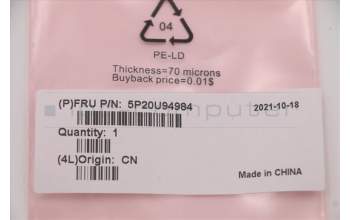 04
PE-LD
Thickness=70 microns
Buyback price=0.01$
(P)FRU P/N: 5P20U94984
2021-10-18
Quantity: 1
(4L)Origin: CN
Made in CHINA